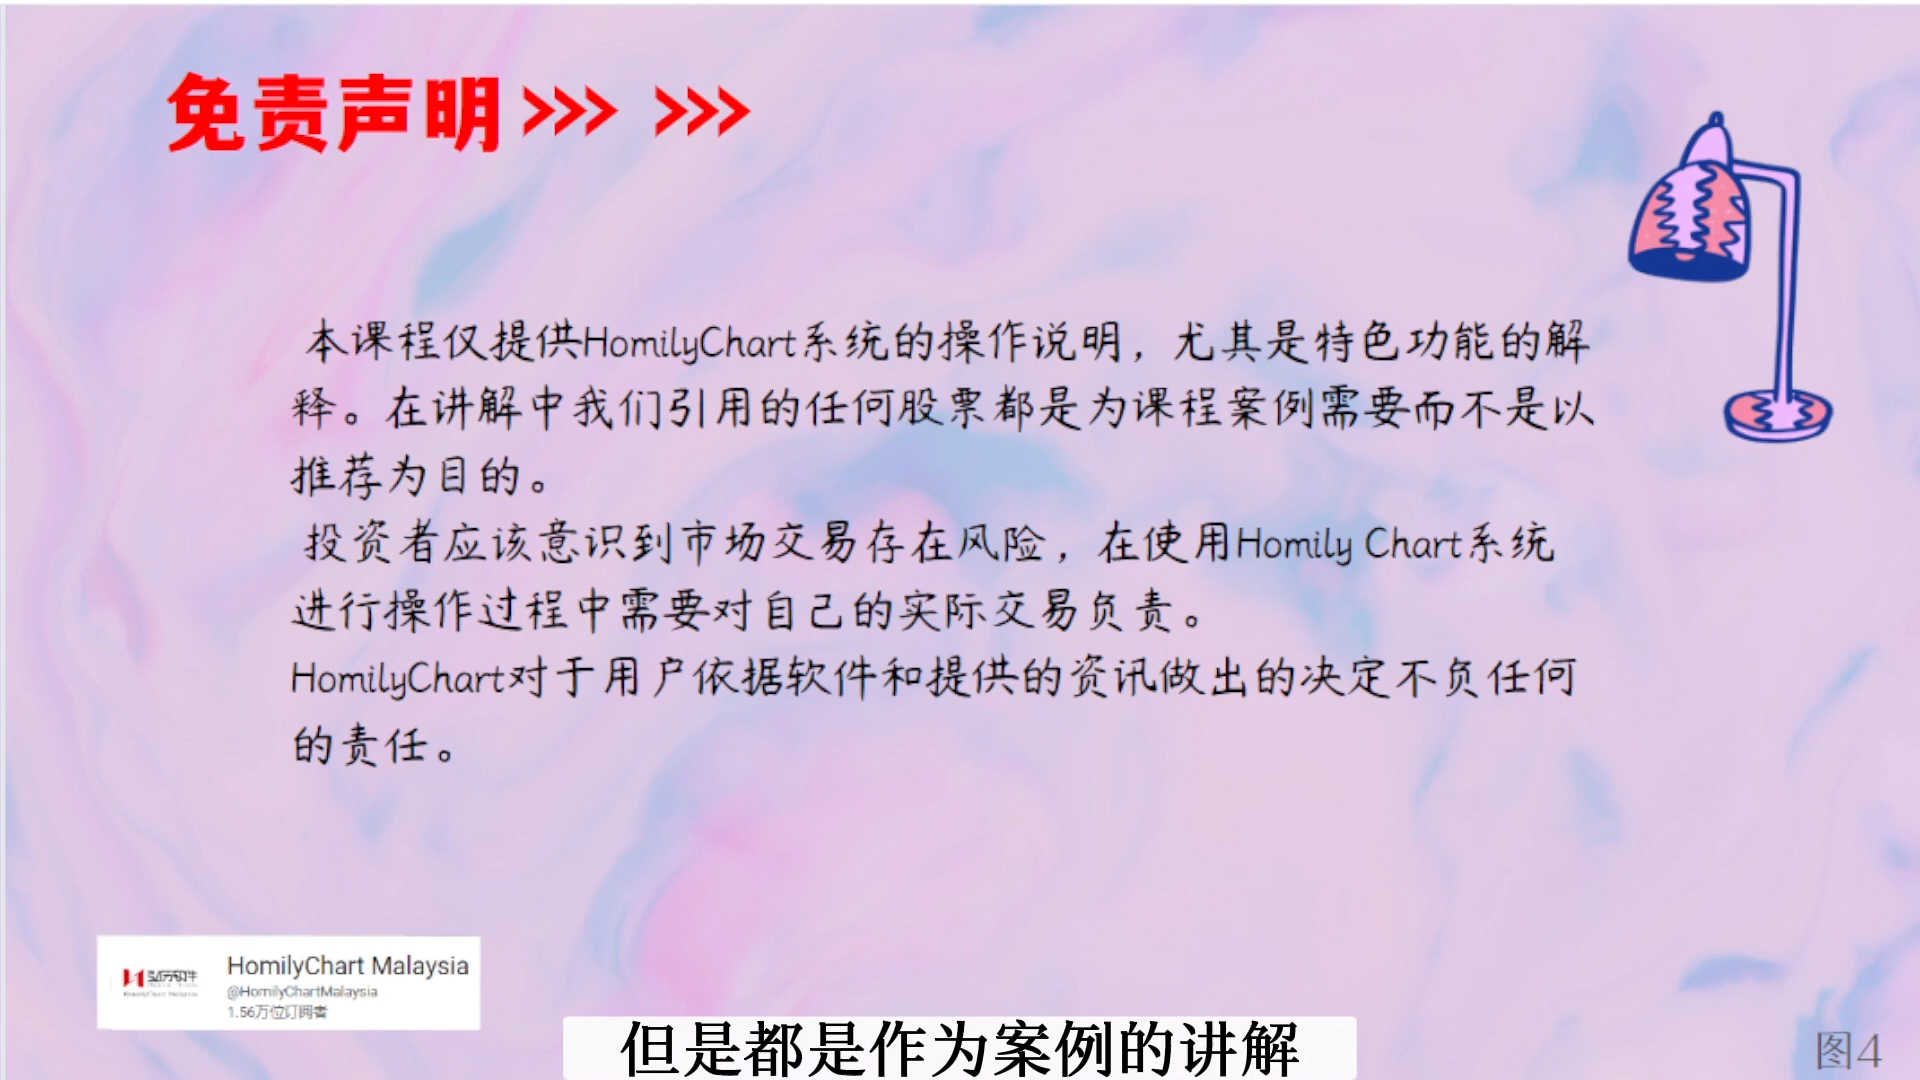 免责声明>>> >>>
本课程仅提供HomilyChart系统的操作说明，尤其是特色功能的解
释。在讲解中我们引用的任何股票都是为课程案例需要而不是以
推荐为目的。
投资者应该意识到市场交易存在风险，在使用Homily Chart系统
进行操作过程中需要对自己的实际交易负责。
HomilyChart对于用户依据软件和提供的资讯做出的决定不负任何
的责任。
弘历软件
HomilyChart Malaysia
@HomilyChartMalaysia
1.56万位订阅者
但是都是作为案例的讲解
图4